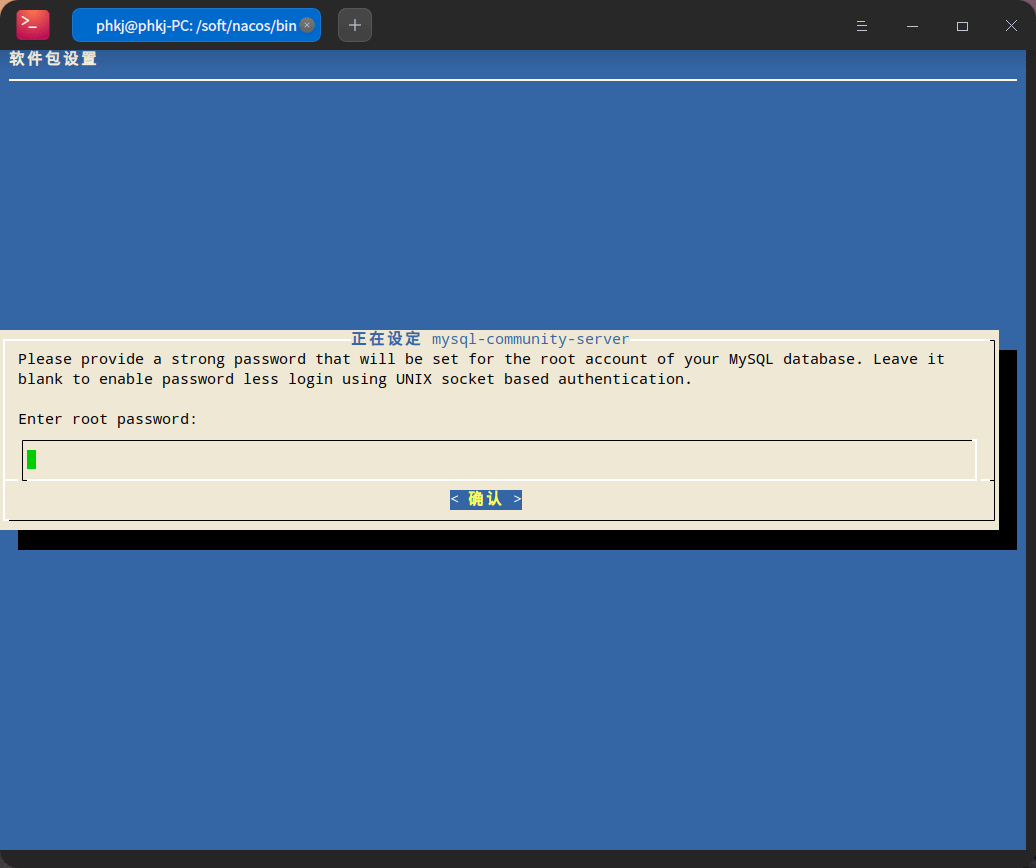 >_
phkj@phkj-PC: /soft/nacos/bin
软件包设置
正在设定 mysql-community-server
Please provide a strong password that will be set for the root account of your MySQL database. Leave it
blank to enable password less login using UNIX socket based authentication.
Enter root password:
< 确认 >